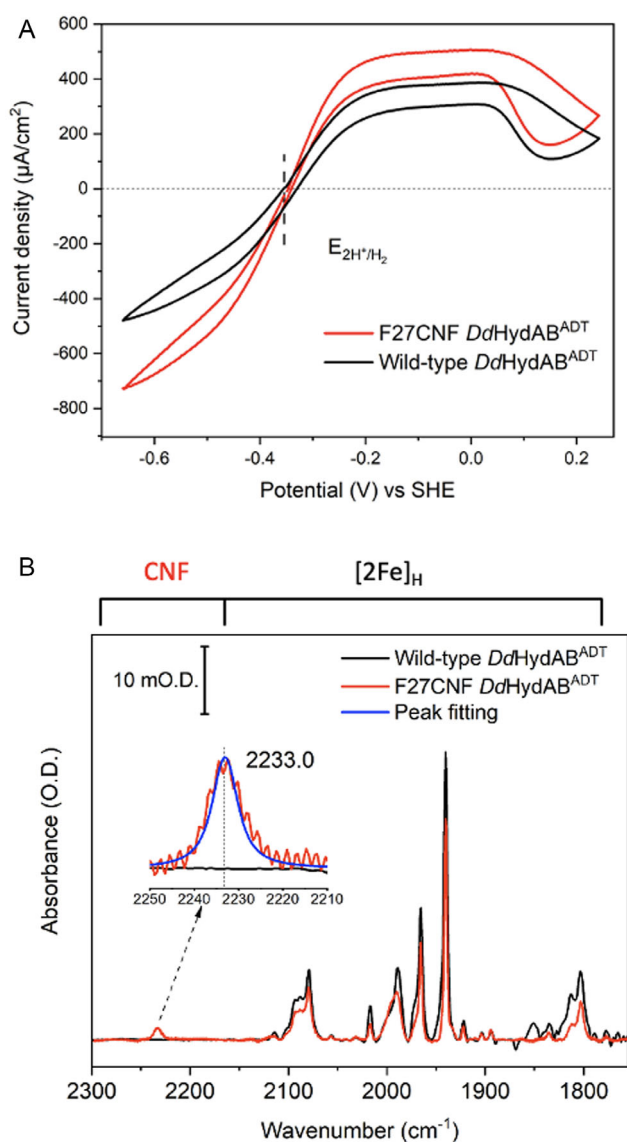 A
600
400
200
0
-200
-400
-600
-800
Current density (µA/cm²)
E2H⁺/H₂
F27CNF DdHydABᴬᴰᵀ
Wild-type DdHydABᴬᴰᵀ
-0.6 -0.4 -0.2 0.0 0.2
Potential (V) vs SHE
B
CNF [2Fe]H
10 mO.D.
Wild-type DdHydABᴬᴰᵀ
F27CNF DdHydABᴬᴰᵀ
Peak fitting
2233.0
2250 2240 2230 2220 2210
Absorbance (O.D.)
2300 2200 2100 2000 1900 1800
Wavenumber (cm⁻¹)